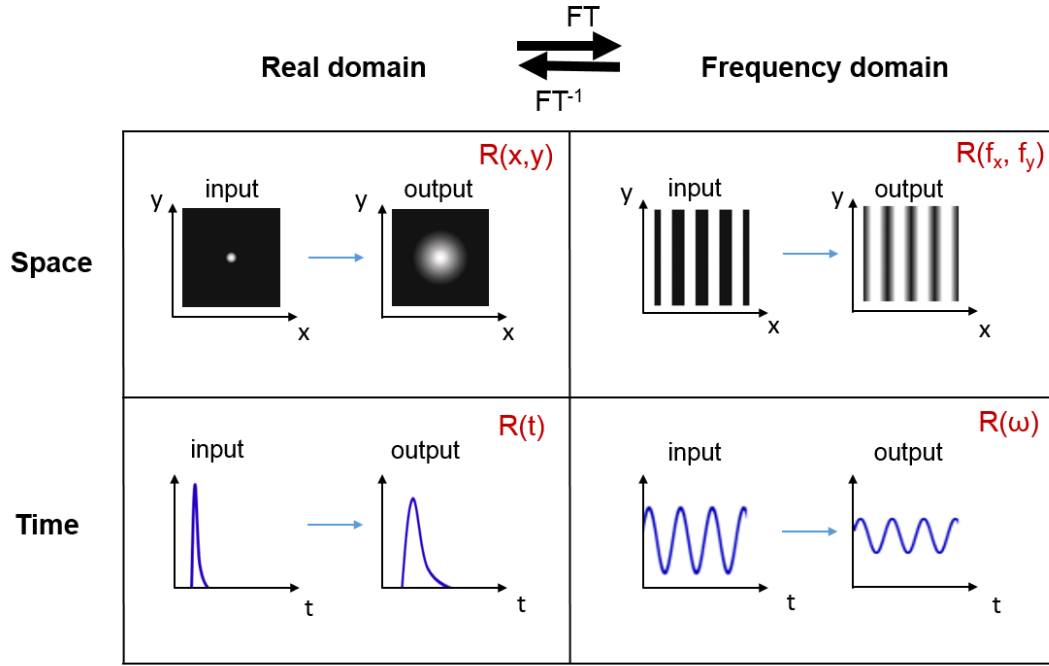 FT
Real domain
Frequency domain
FT-1
R(x,y)
R(fx, fy)
input
output
input
output
y
y
y
y
Space
x
x
x
x
R(t)
R(ω)
input
output
input
output
Time
t
t
t
t